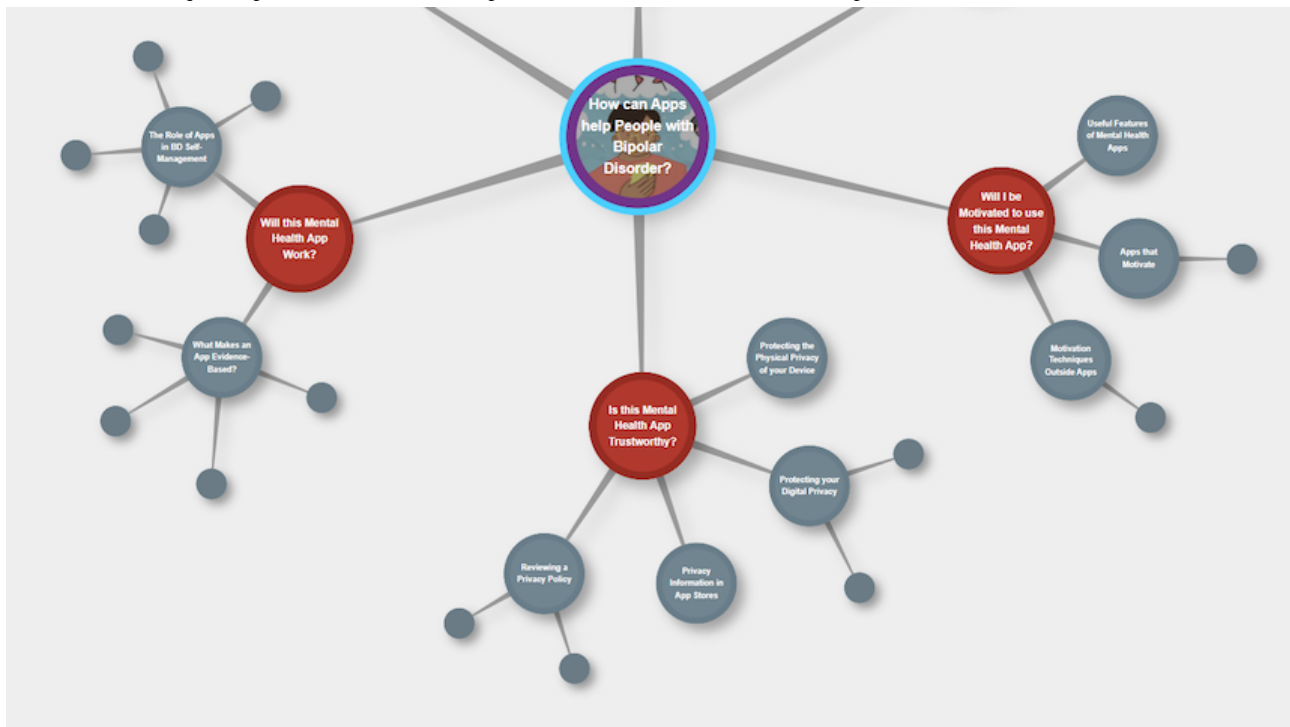 How can Apps
help People with
Bipolar
Disorder?
The Role of Apps
in BD Self-
Management
Will this Mental
Health App
Work?
What Makes an
App Evidence-
Based?
Is this Mental
Health App
Trustworthy?
Protecting the
Physical Privacy
of your Device
Protecting your
Digital Privacy
Privacy
Information in
App Stores
Reviewing a
Privacy Policy
Will I be
Motivated to use
this Mental
Health App?
Useful Features
of Mental Health
Apps
Apps that
Motivate
Motivation
Techniques
Outside Apps